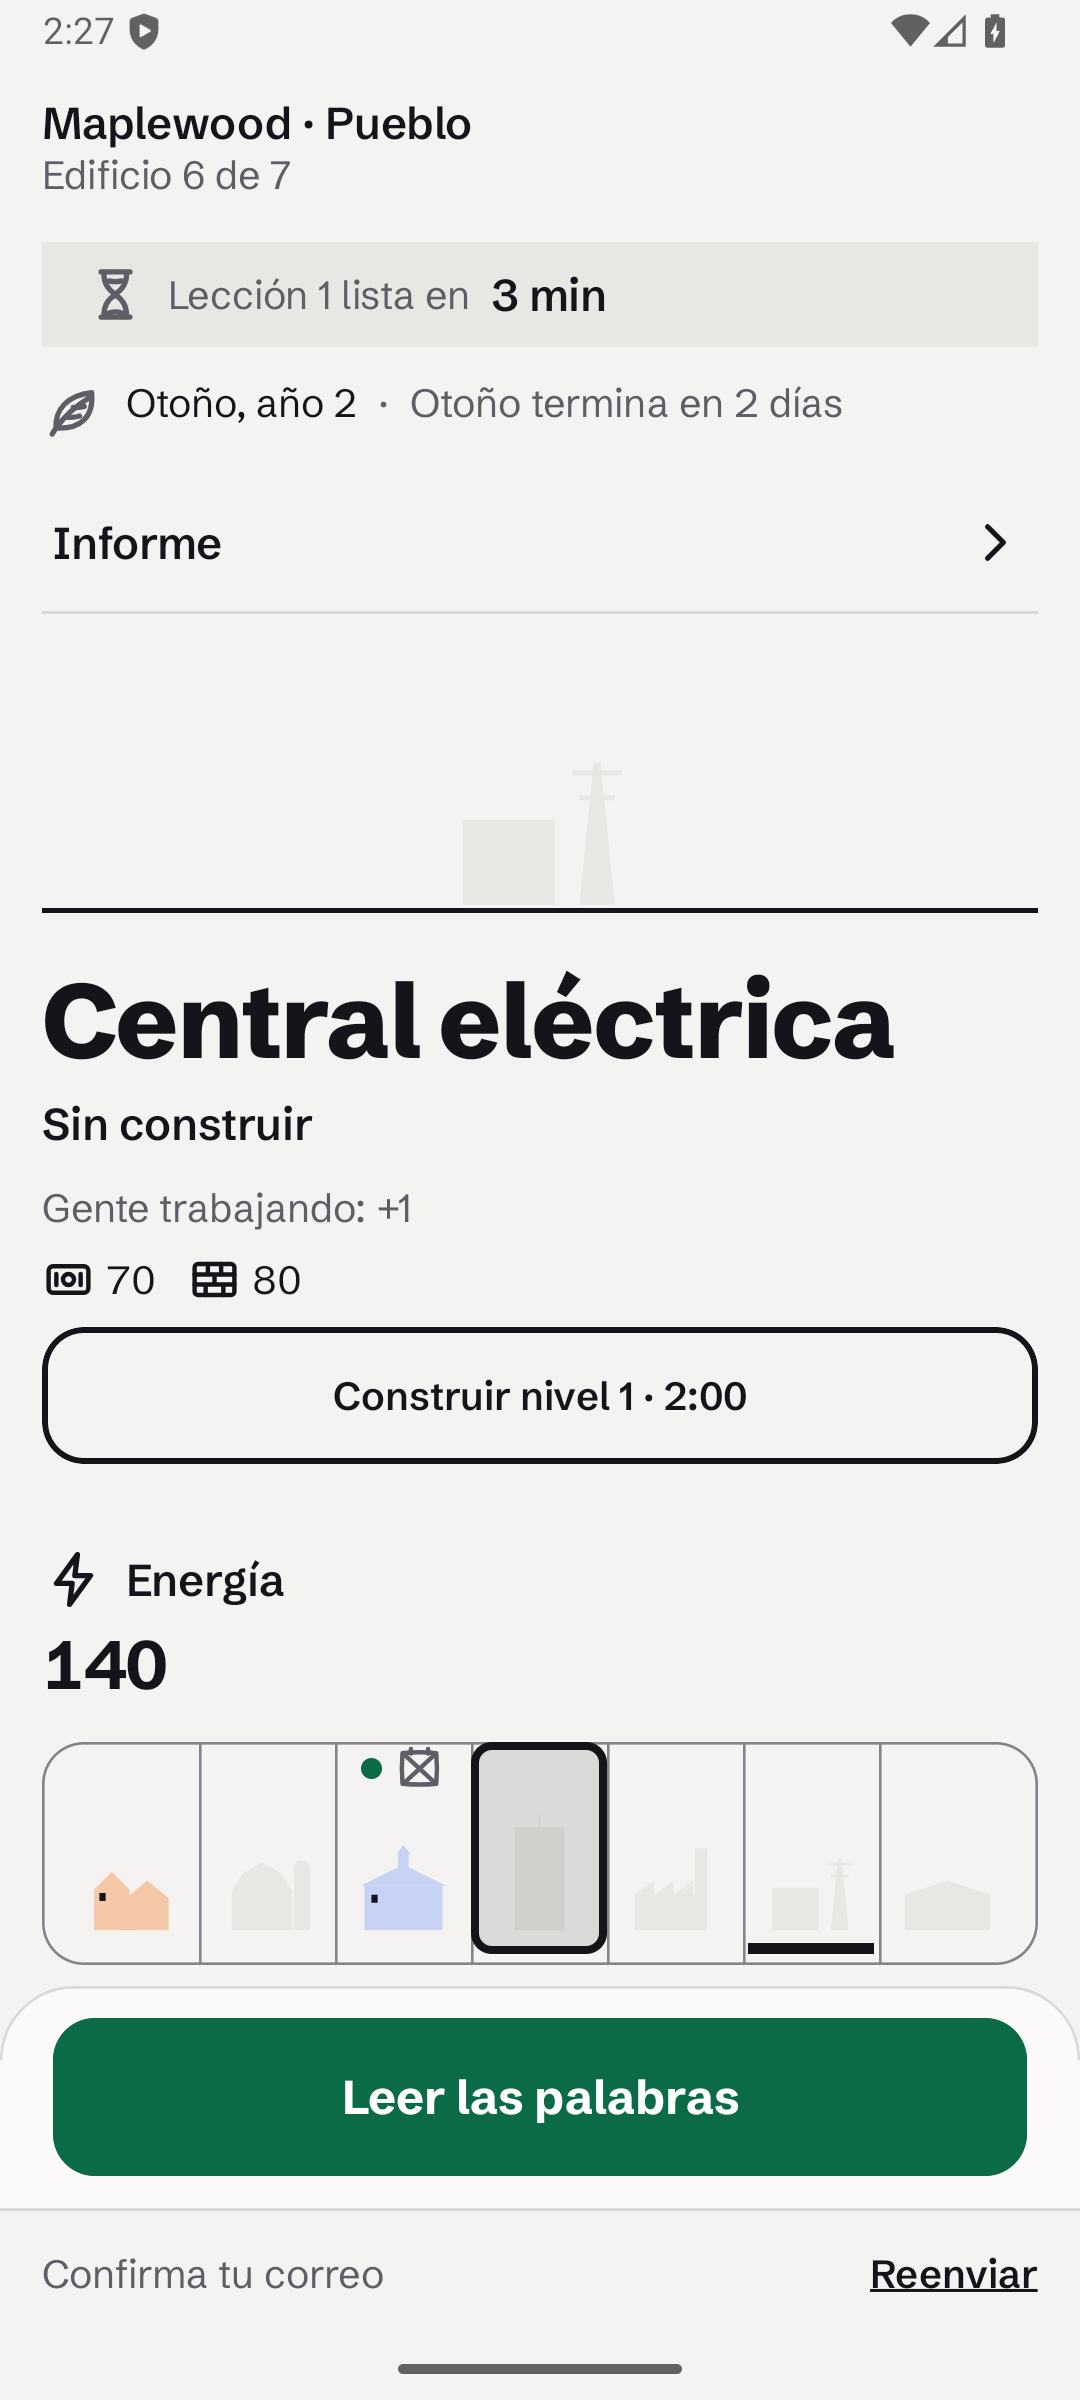 2:27
Maplewood · Pueblo
Edificio 6 de 7
Lección 1 lista en 3 min
Otoño, año 2 · Otoño termina en 2 días
Informe
Central eléctrica
Sin construir
Gente trabajando: +1
70 80
Construir nivel 1 · 2:00
Energía
140
Leer las palabras
Confirma tu correo Reenviar